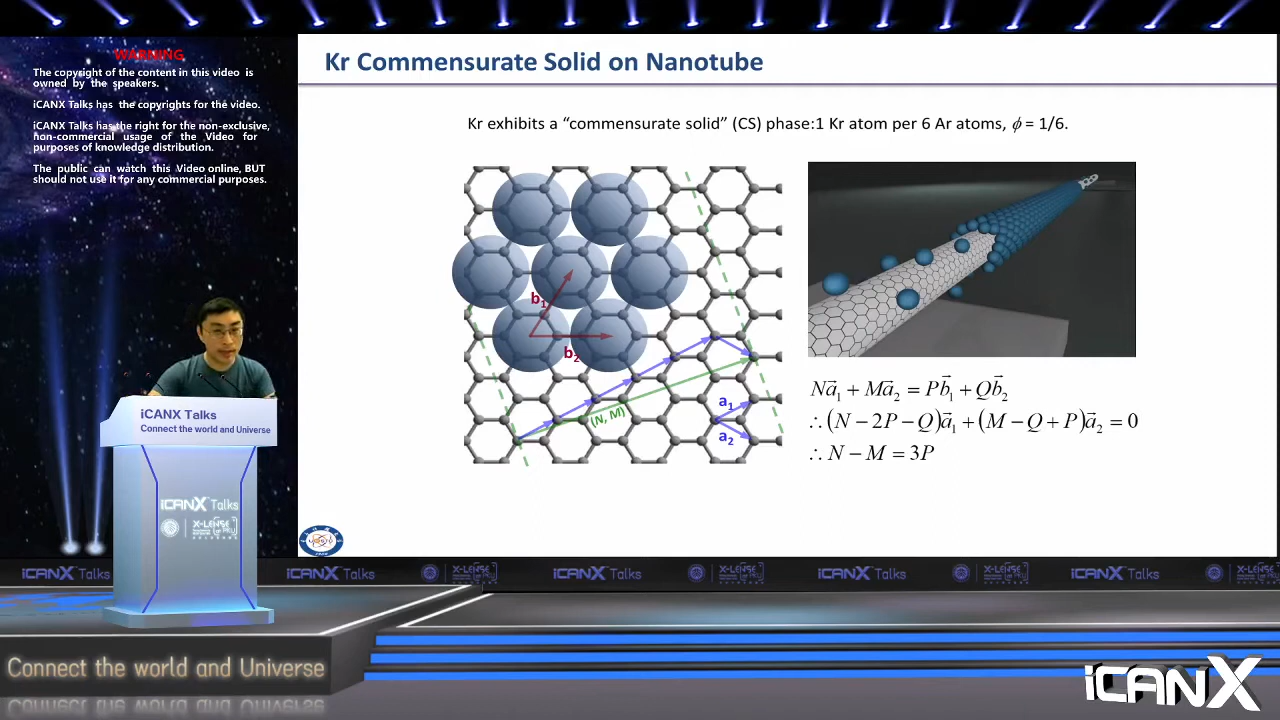 WARNING
The copyright of the content in this video is
owned by the speakers.
iCANX Talks has the copyrights for the video.
iCANX Talks has the right for the non-exclusive,
non-commercial usage of the Video for
purposes of knowledge distribution.
The public can watch this Video online, BUT
should not use it for any commercial purposes.
Kr Commensurate Solid on Nanotube
Kr exhibits a “commensurate solid” (CS) phase:1 Kr atom per 6 Ar atoms, ϕ = 1/6.
b₁
b₂
(N, M)
a₁
a₂
Na⃗₁ + Ma⃗₂ = Pb⃗₁ + Qb⃗₂
∴ (N − 2P − Q)a⃗₁ + (M − Q + P)a⃗₂ = 0
∴ N − M = 3P
iCANX Talks
Connect the world and Universe
iCANX Talks
X-LENSE
iCANX Talks
iCANX Talks
X-LENSE
iCANX Talks
X-LENSE
iCANX Talks
X-LENSE
iCANX Talks
Connect the world and Universe
iCANX